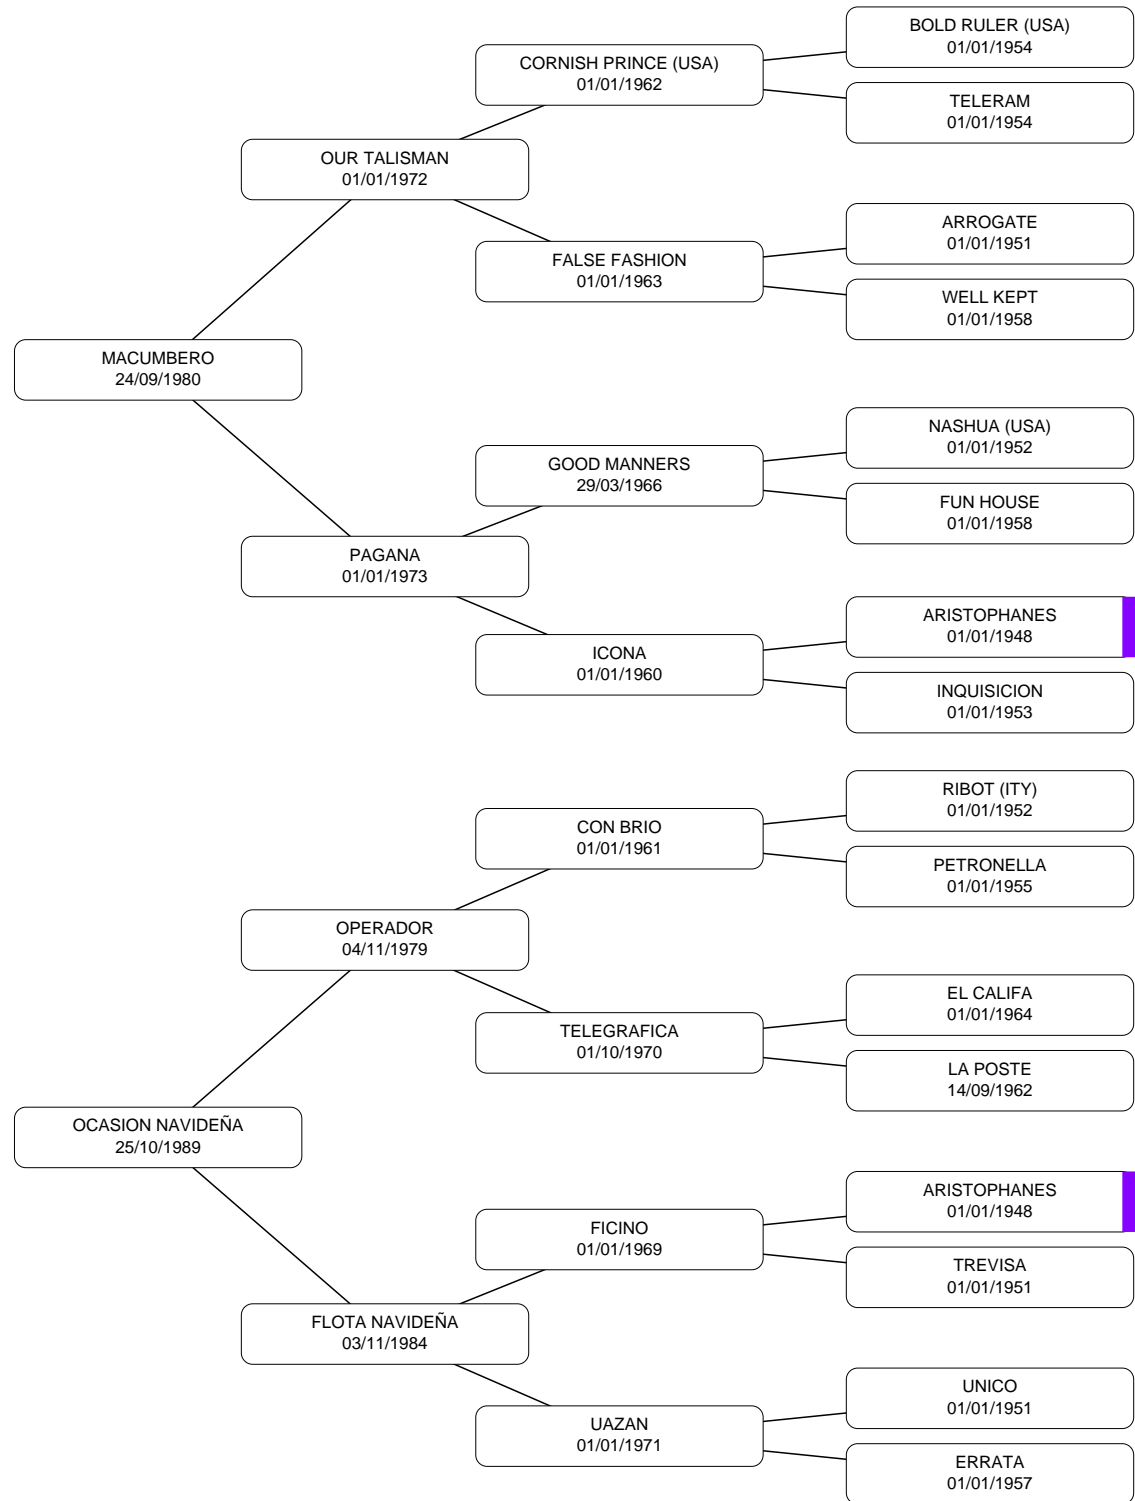 BOLD RULER (USA)
01/01/1954
CORNISH PRINCE (USA)
01/01/1962
TELERAM
01/01/1954
OUR TALISMAN
01/01/1972
ARROGATE
01/01/1951
FALSE FASHION
01/01/1963
WELL KEPT
01/01/1958
MACUMBERO
24/09/1980
NASHUA (USA)
01/01/1952
GOOD MANNERS
29/03/1966
FUN HOUSE
01/01/1958
PAGANA
01/01/1973
ARISTOPHANES
01/01/1948
ICONA
01/01/1960
INQUISICION
01/01/1953
RIBOT (ITY)
01/01/1952
CON BRIO
01/01/1961
PETRONELLA
01/01/1955
OPERADOR
04/11/1979
EL CALIFA
01/01/1964
TELEGRAFICA
01/10/1970
LA POSTE
14/09/1962
OCASION NAVIDEÑA
25/10/1989
ARISTOPHANES
01/01/1948
FICINO
01/01/1969
TREVISA
01/01/1951
FLOTA NAVIDEÑA
03/11/1984
UNICO
01/01/1951
UAZAN
01/01/1971
ERRATA
01/01/1957